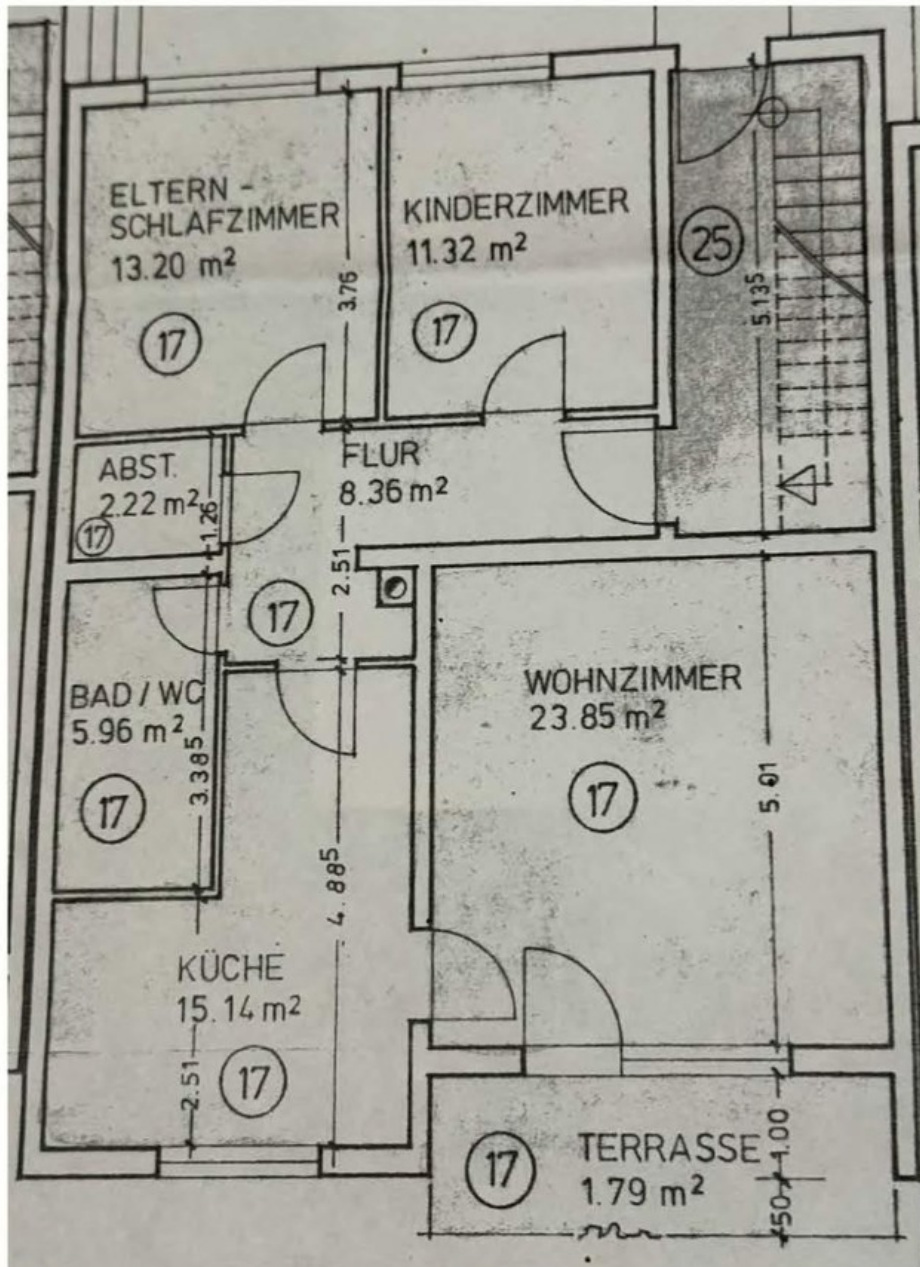 ELTERN -
SCHLAFZIMMER
13.20 m²
17
3.76
KINDERZIMMER
11.32 m²
17
25
5.13⁵
ABST.
2.22 m²
17
1.26
FLUR
8.36 m²
17
2.51
BAD / WC
5.96 m²
17
3.38⁵
4.88⁵
WOHNZIMMER
23.85 m²
17
5.01
KÜCHE
15.14 m²
17
2.51
TERRASSE
1.79 m²
17
1.00
50